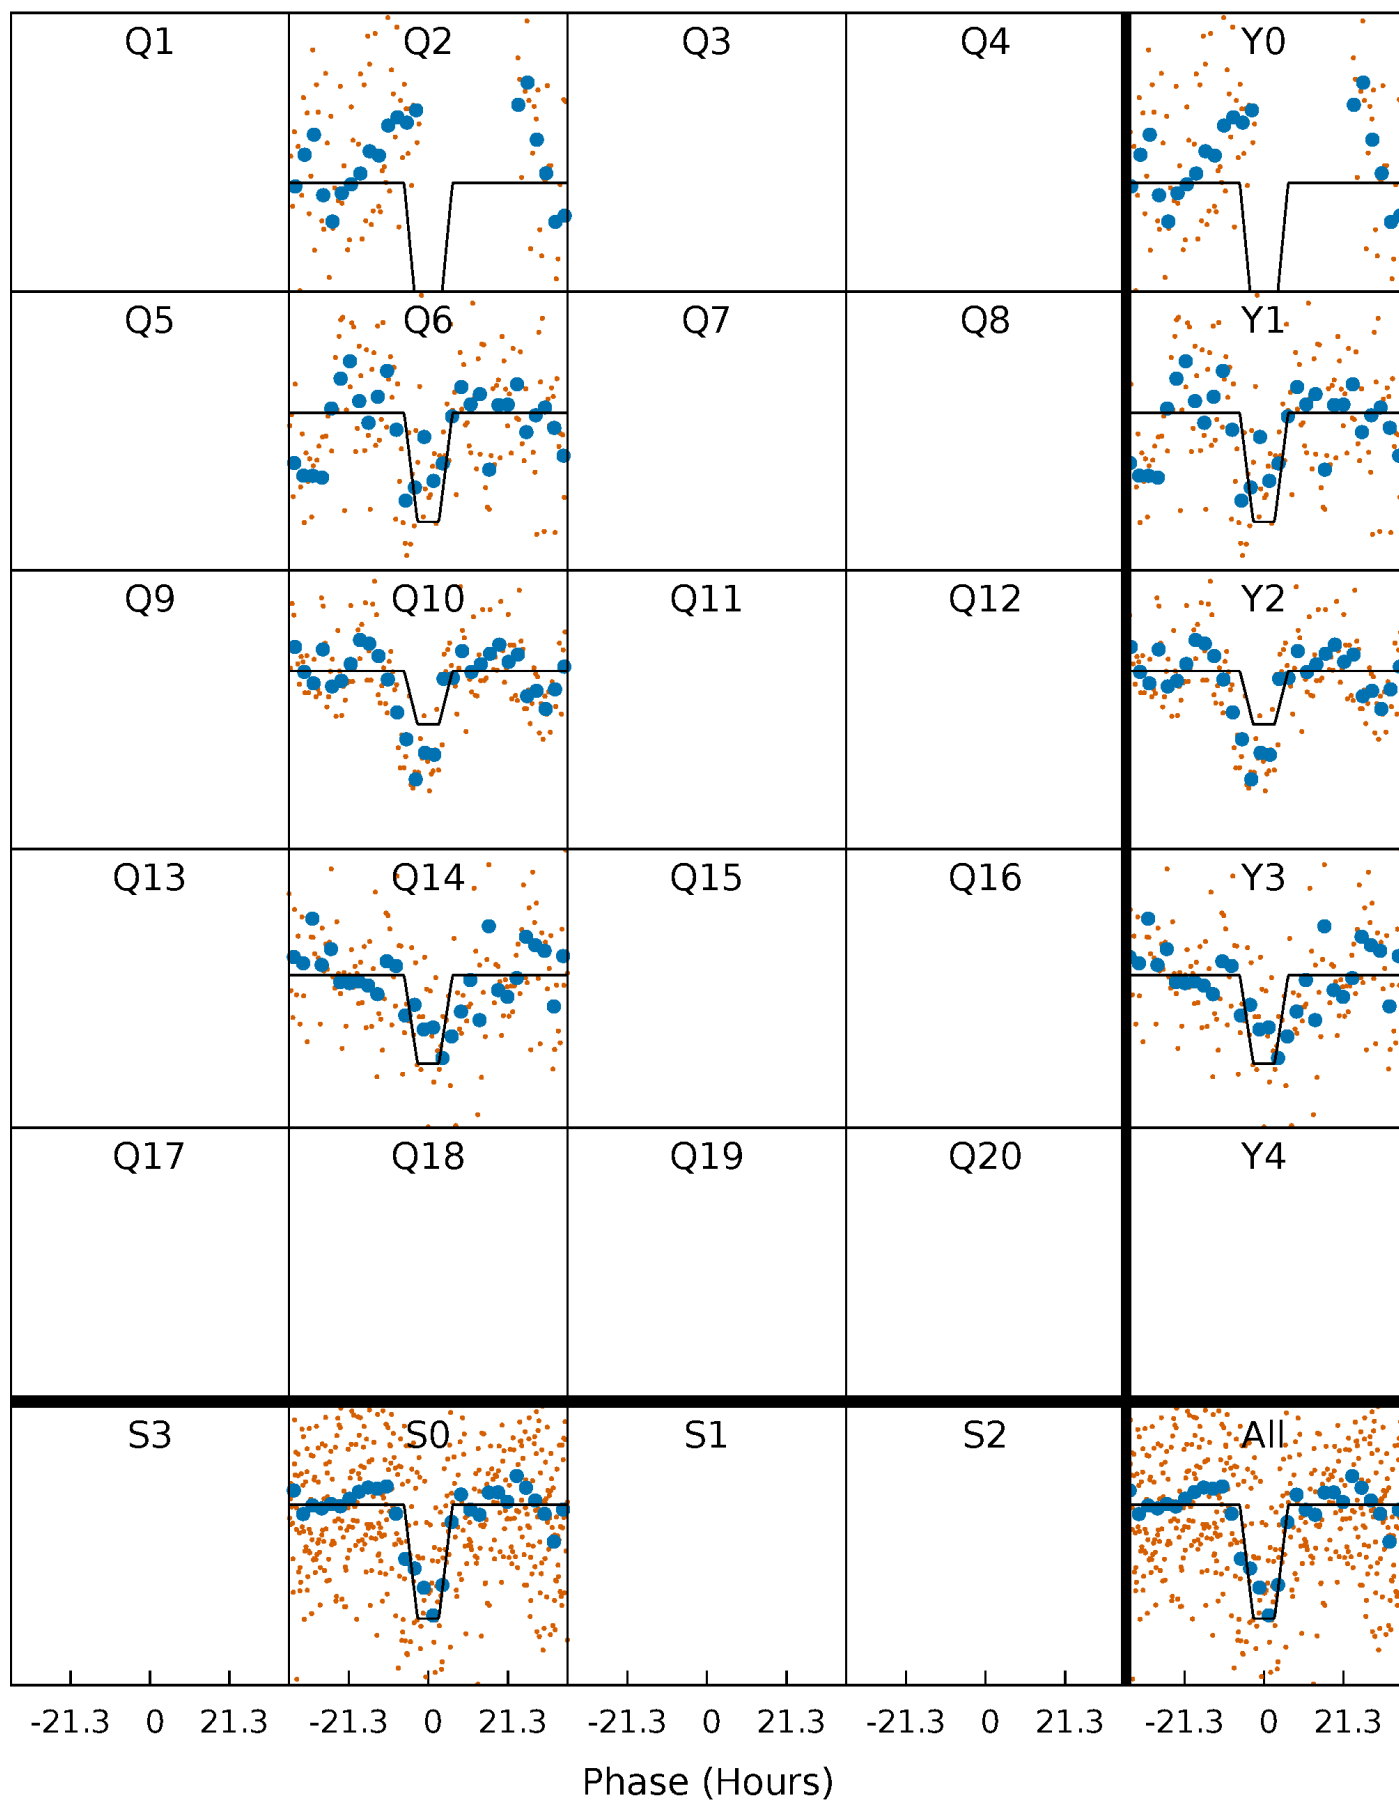 Q1 Q2 Q3 Q4 Y0
Q5 Q6 Q7 Q8 Y1
Q9 Q10 Q11 Q12 Y2
Q13 Q14 Q15 Q16 Y3
Q17 Q18 Q19 Q20 Y4
S3 S0 S1 S2 All
-21.3 0 21.3 -21.3 0 21.3 -21.3 0 21.3 -21.3 0 21.3 -21.3 0 21.3
Phase (Hours)